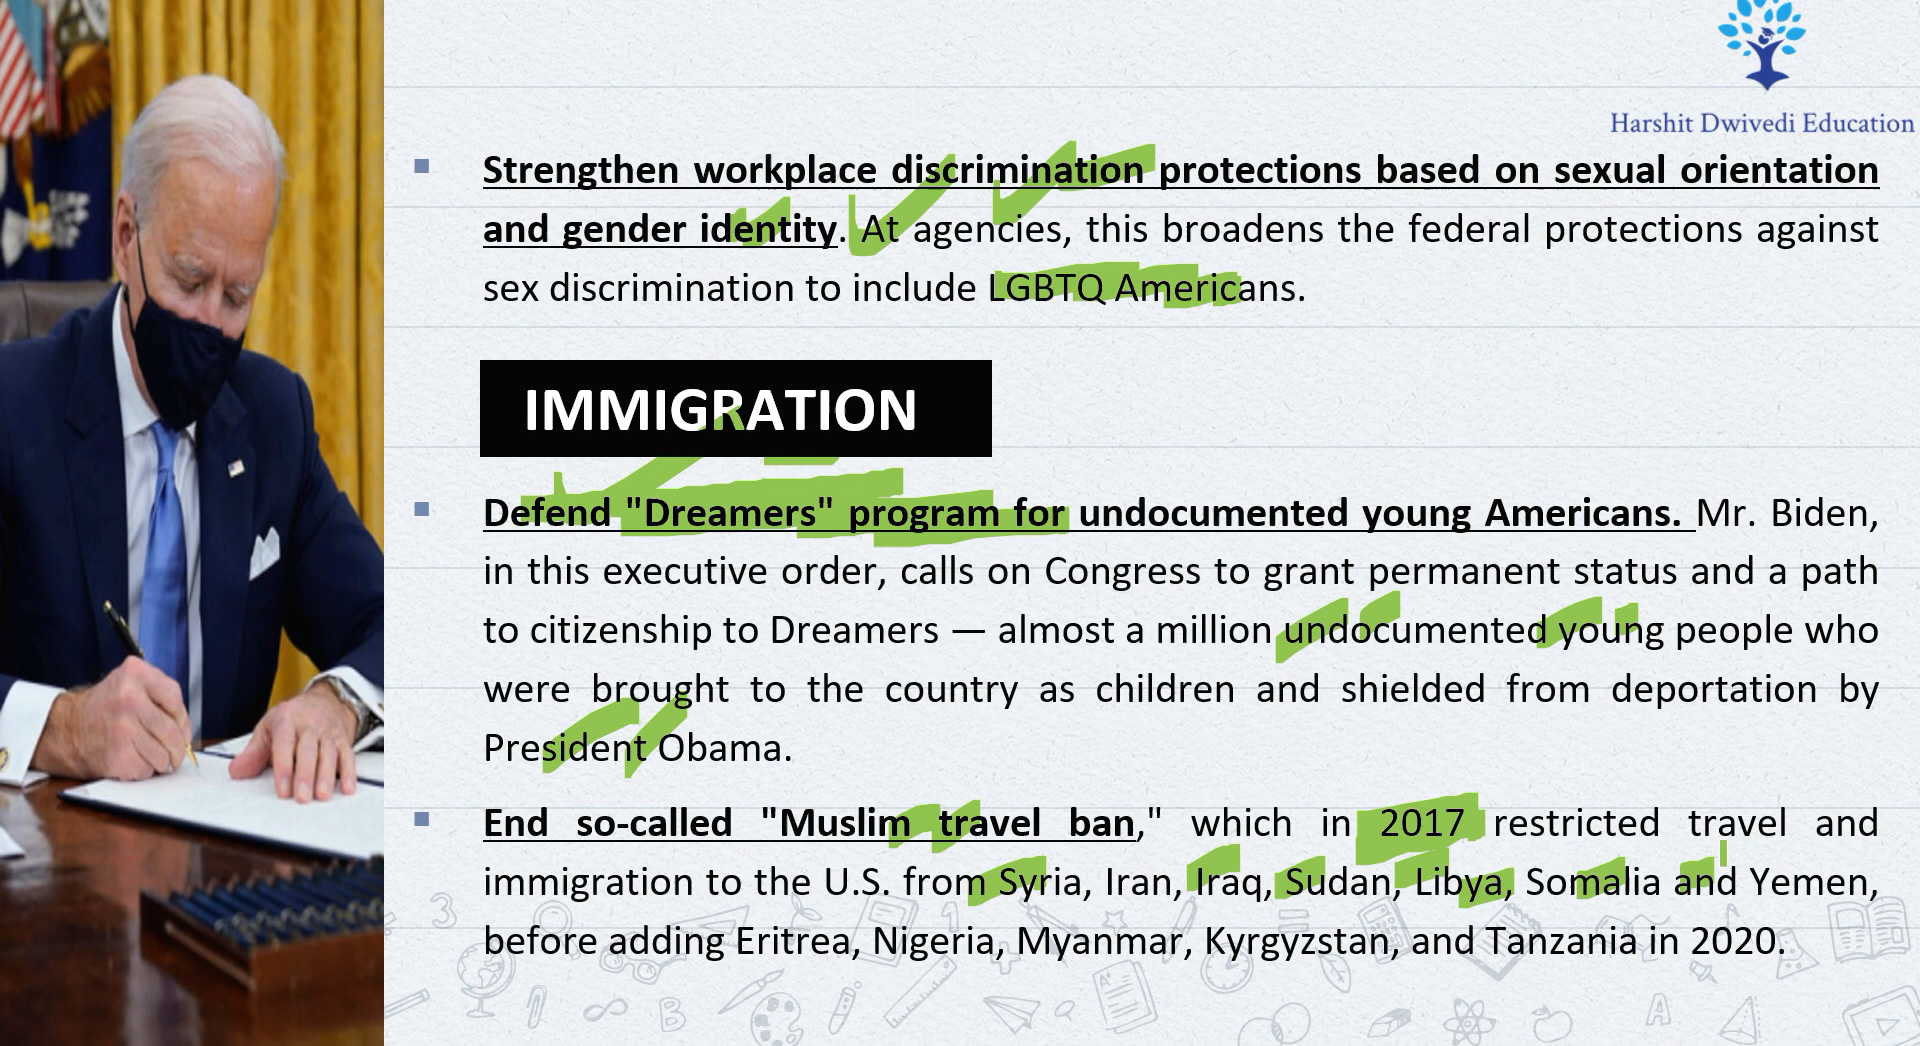 Harshit Dwivedi Education
Strengthen workplace discrimination protections based on sexual orientation
and gender identity. At agencies, this broadens the federal protections against
sex discrimination to include LGBTQ Americans.
IMMIGRATION
Defend "Dreamers" program for undocumented young Americans. Mr. Biden,
in this executive order, calls on Congress to grant permanent status and a path
to citizenship to Dreamers — almost a million undocumented young people who
were brought to the country as children and shielded from deportation by
President Obama.
End so-called "Muslim travel ban," which in 2017 restricted travel and
immigration to the U.S. from Syria, Iran, Iraq, Sudan, Libya, Somalia and Yemen,
before adding Eritrea, Nigeria, Myanmar, Kyrgyzstan, and Tanzania in 2020.